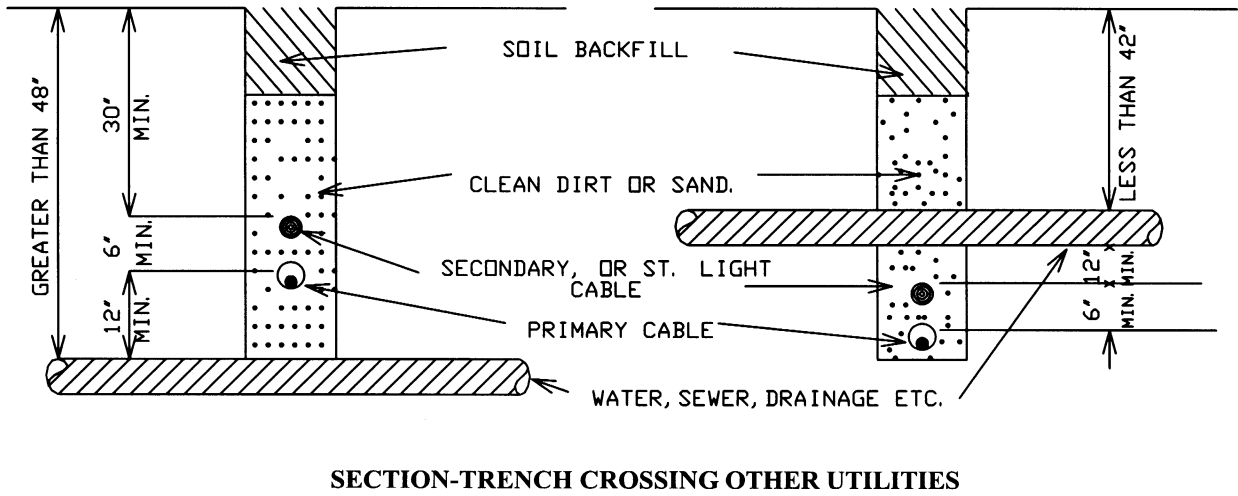 SOIL BACKFILL
GREATER THAN 48"
30"
MIN.
LESS THAN 42"
CLEAN DIRT OR SAND.
6"
MIN.
SECONDARY, OR ST. LIGHT
CABLE
12"
MIN.
12"
MIN.
6"
MIN.
PRIMARY CABLE
WATER, SEWER, DRAINAGE ETC.
SECTION-TRENCH CROSSING OTHER UTILITIES